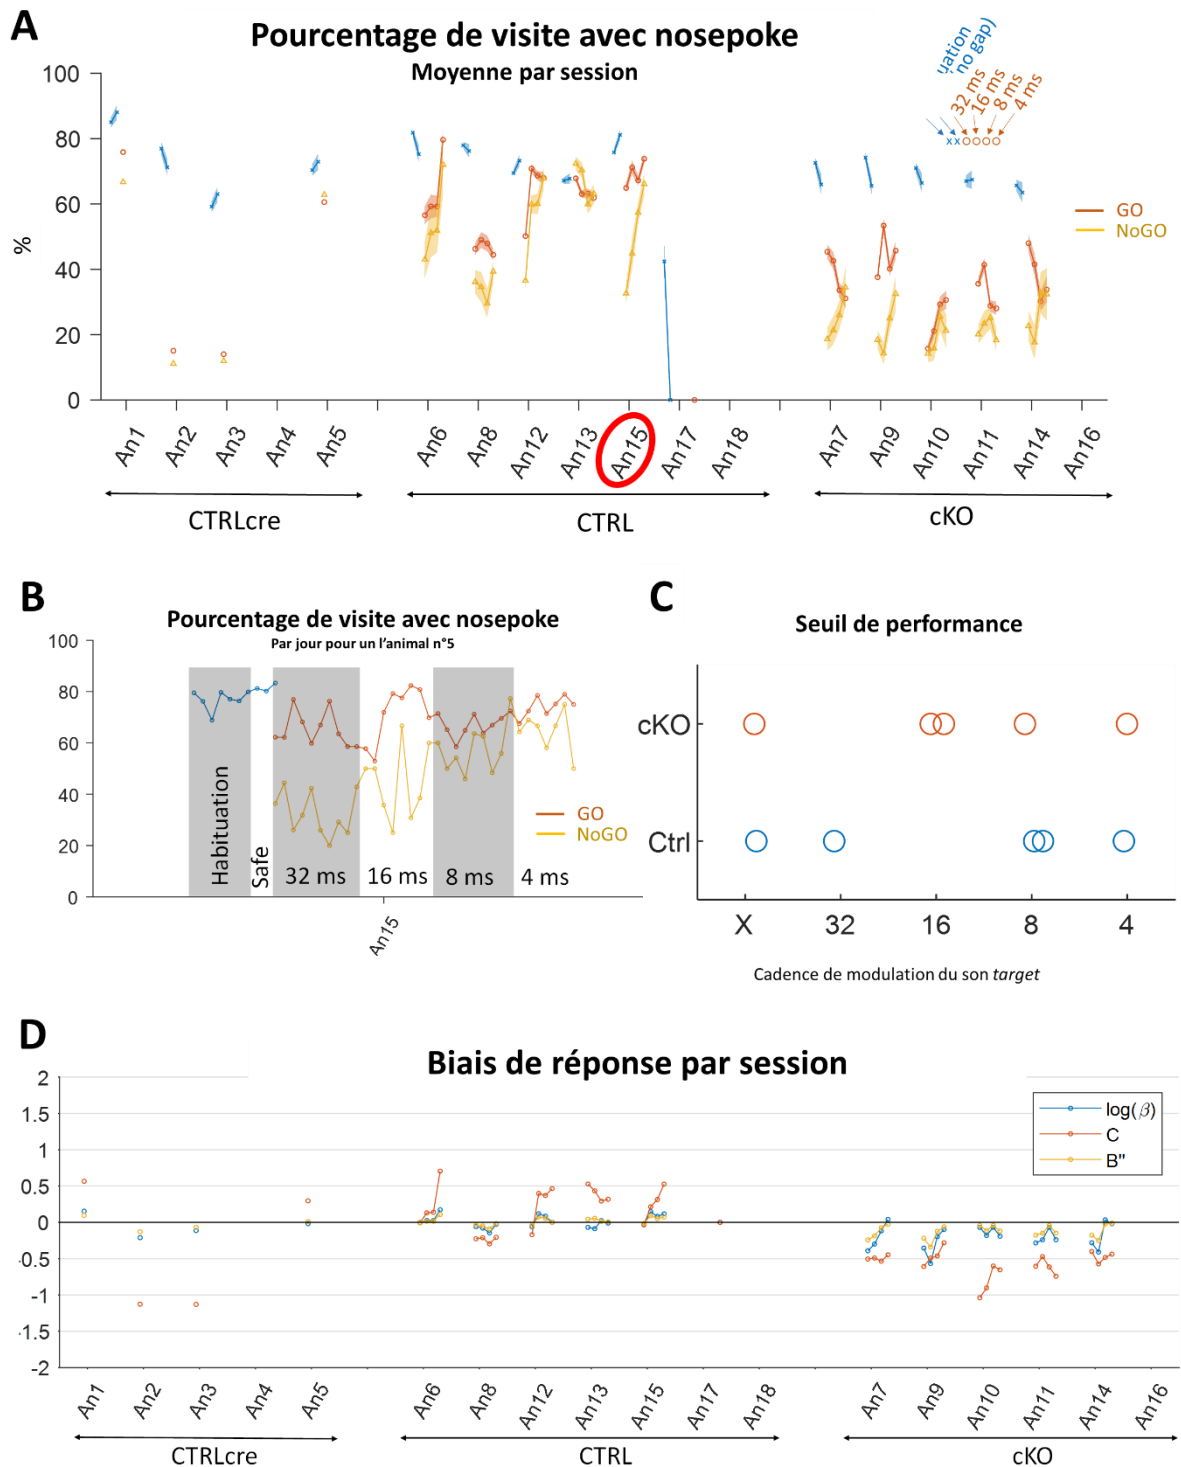 A
Pourcentage de visite avec nosepoke
Moyenne par session
no gap)
32 ms
16 ms
8 ms
4 ms
xx
100
80
60
40
20
0
%
GO
NoGO
An1 An2 An3 An4 An5 An6 An8 An12 An13 An15 An17 An18 An7 An9 An10 An11 An14 An16
CTRLcre CTRL cKO
B
Pourcentage de visite avec nosepoke
Par jour pour un l'animal n°5
100
80
60
40
20
0
Habituation
Safe
32 ms 16 ms 8 ms 4 ms
GO
NoGO
An15
C
Seuil de performance
cKO
Ctrl
X 32 16 8 4
Cadence de modulation du son target
D
Biais de réponse par session
2
1.5
1
0.5
0
-0.5
-1
-1.5
-2
log(β)
C
B"
An1 An2 An3 An4 An5 An6 An8 An12 An13 An15 An17 An18 An7 An9 An10 An11 An14 An16
CTRLcre CTRL cKO